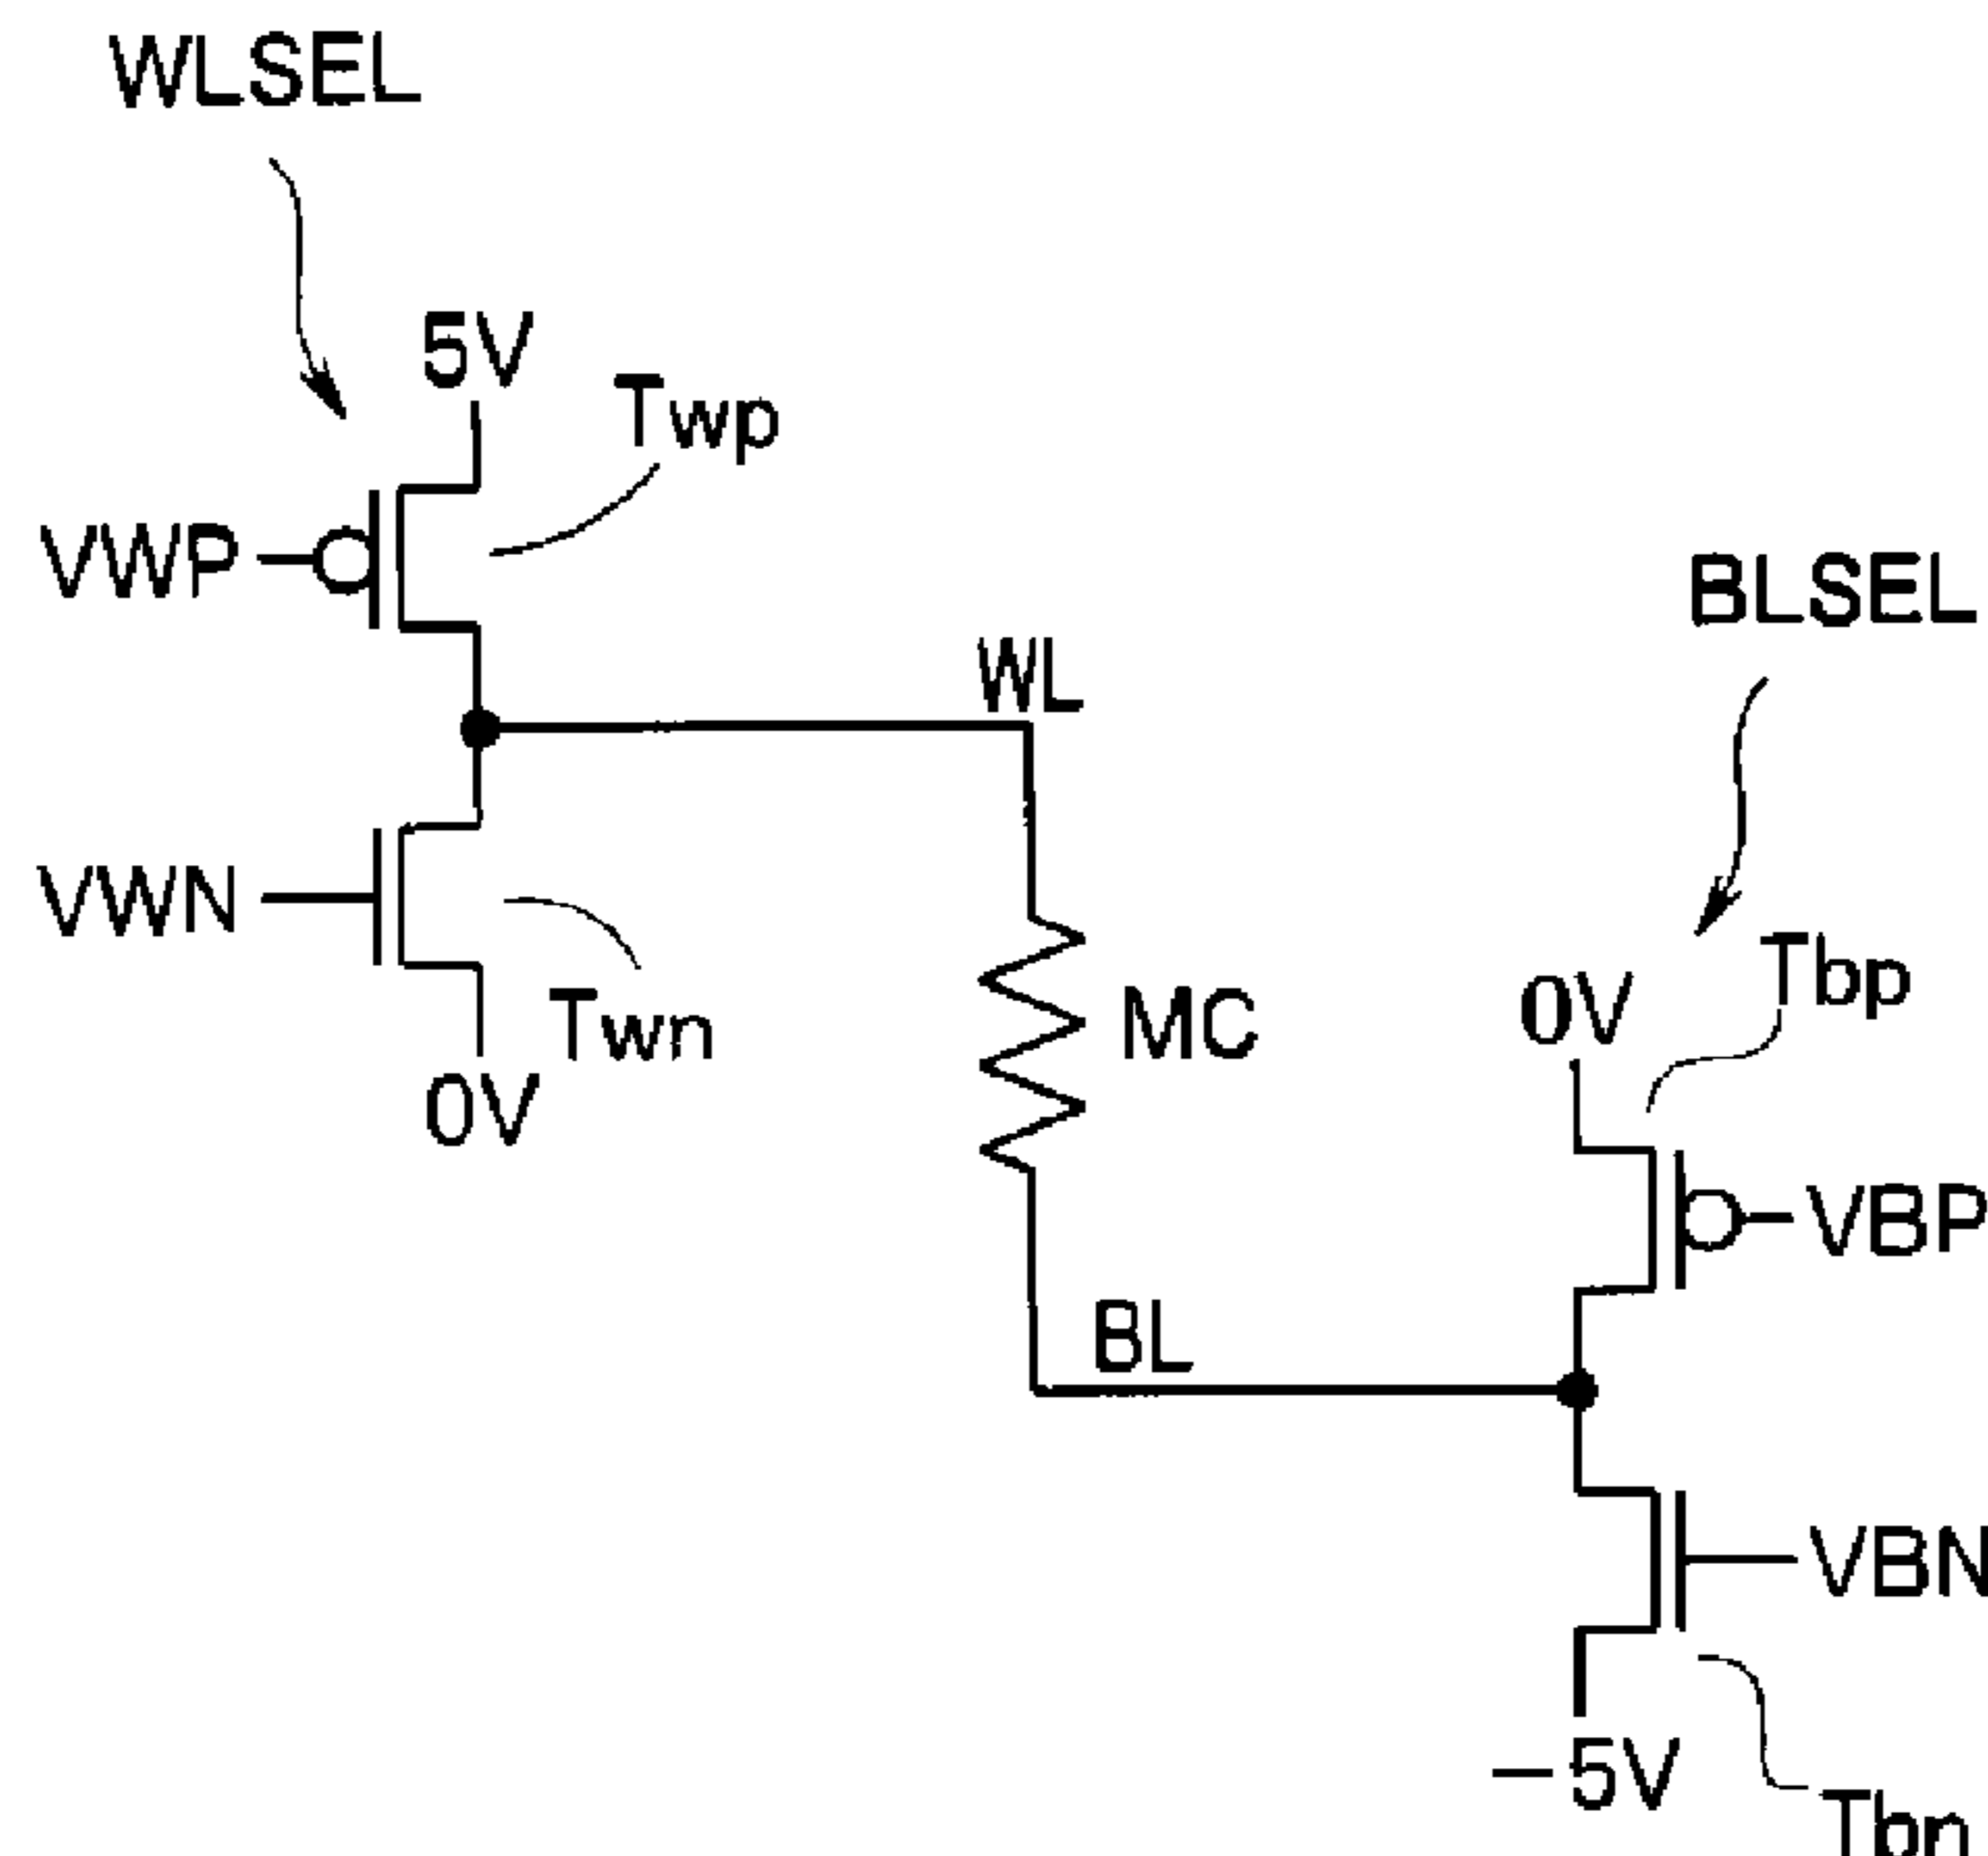 WLSEL
5V
Twp
VWP
BLSEL
WL
VWN
Tbp
0V
MC
Twn
0V
VBP
BL
VBN
-5V
Tbn